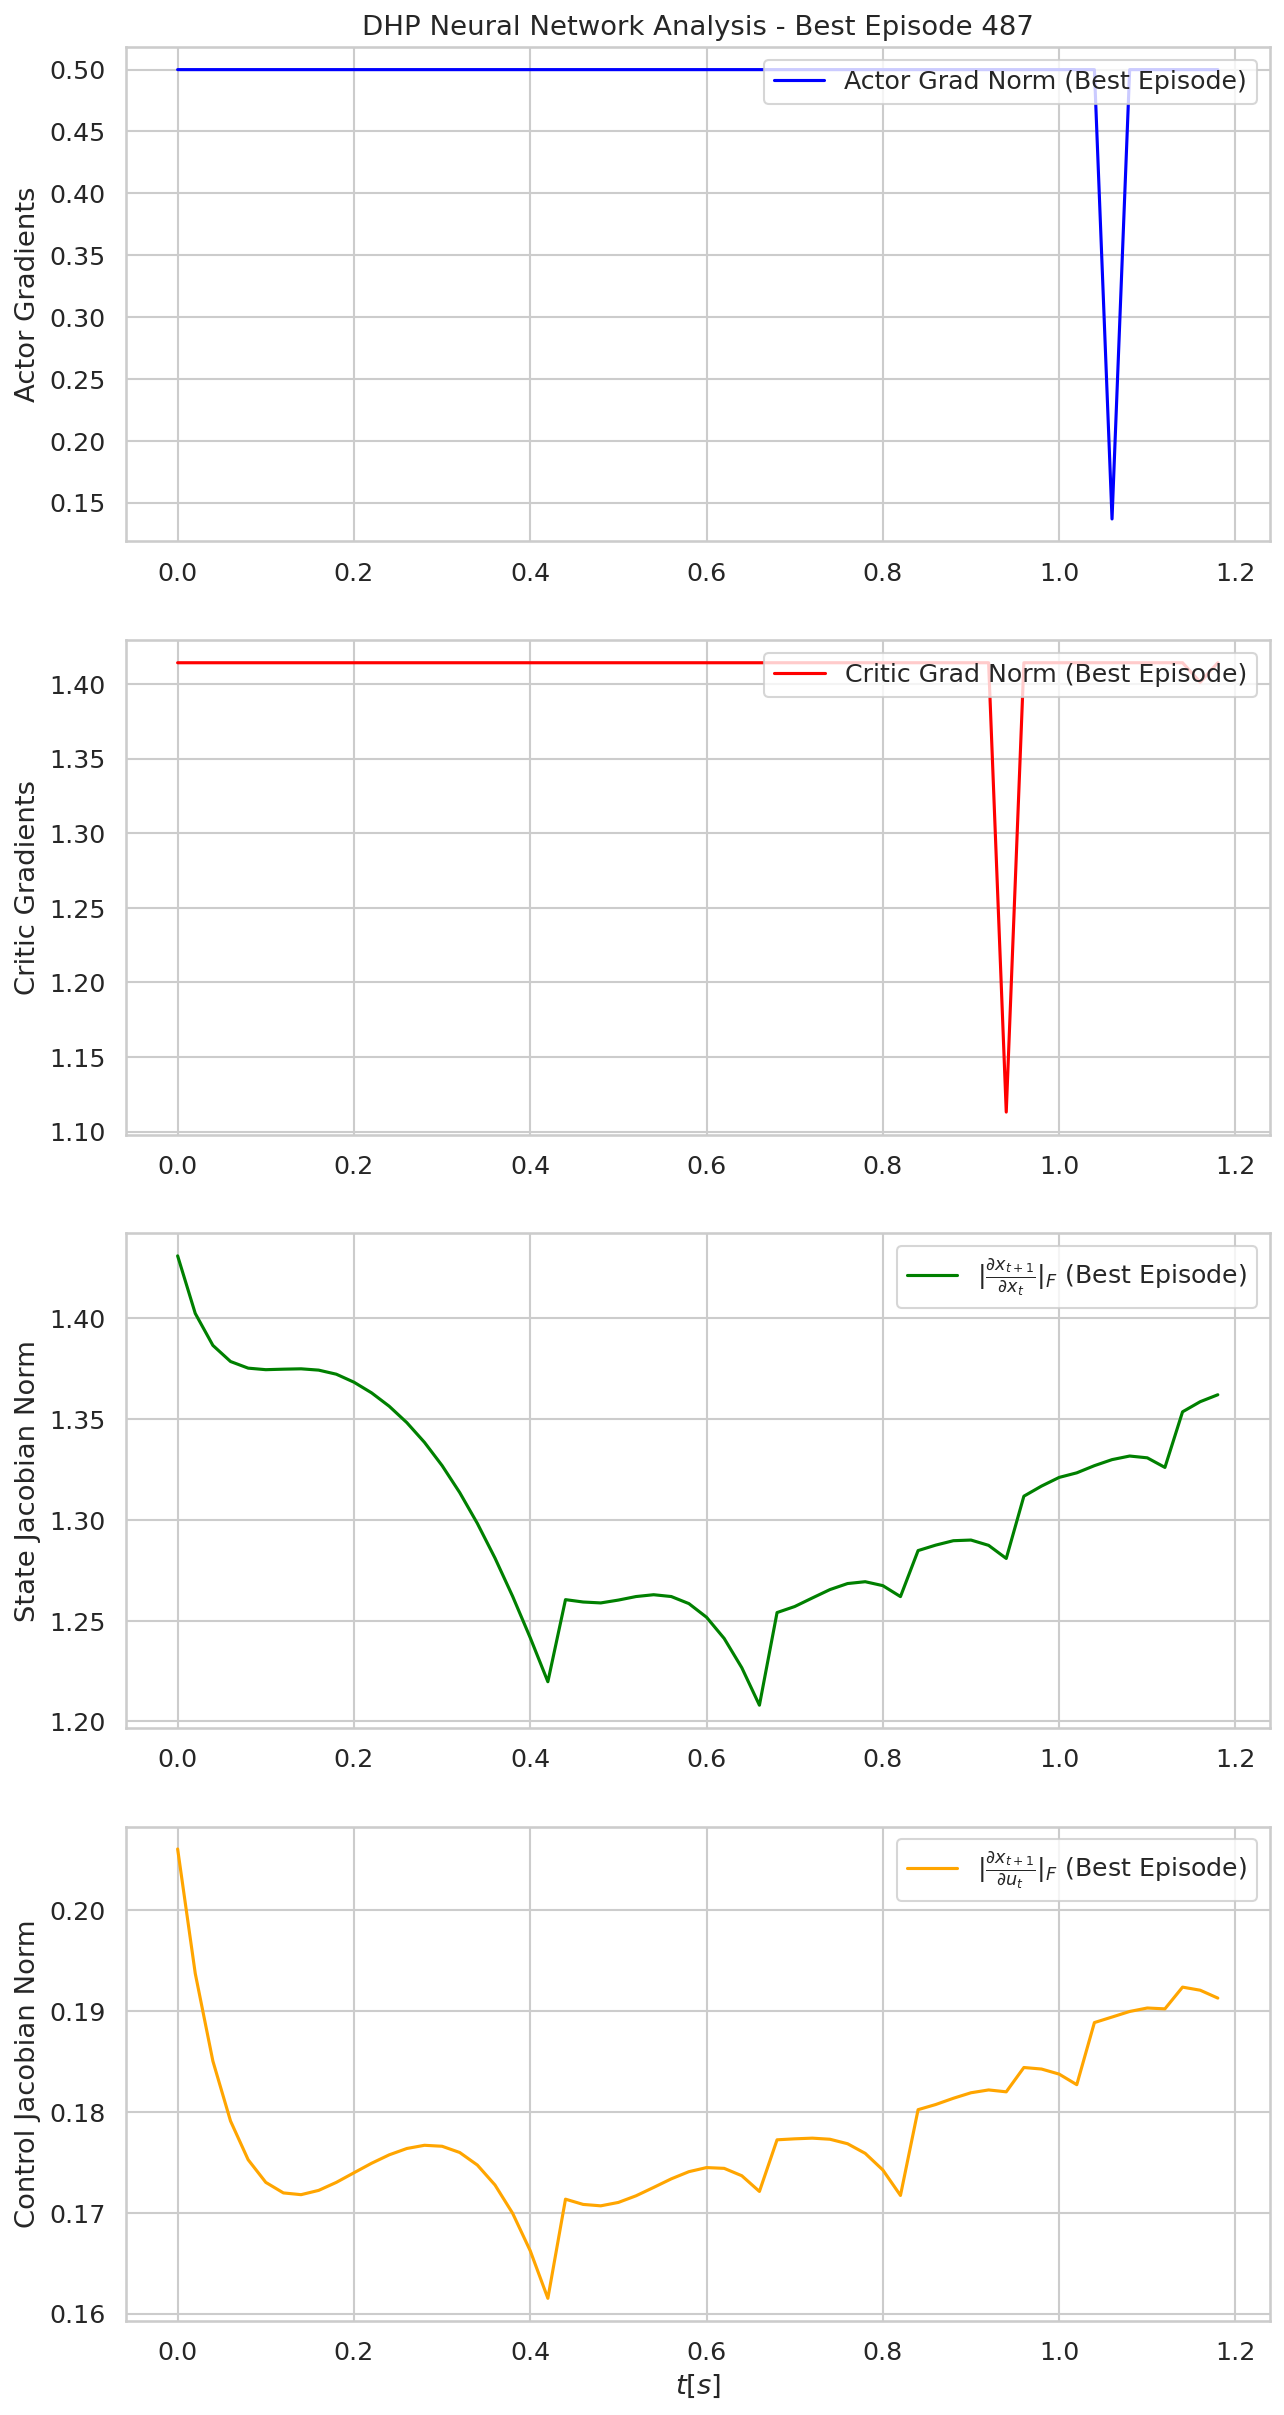 DHP Neural Network Analysis - Best Episode 487
Actor Gradients
0.50
0.45
0.40
0.35
0.30
0.25
0.20
0.15
Actor Grad Norm (Best Episode)
0.0 0.2 0.4 0.6 0.8 1.0 1.2
Critic Gradients
1.40
1.35
1.30
1.25
1.20
1.15
1.10
Critic Grad Norm (Best Episode)
0.0 0.2 0.4 0.6 0.8 1.0 1.2
State Jacobian Norm
1.40
1.35
1.30
1.25
1.20
|∂x_{t+1}/∂x_t|_F (Best Episode)
0.0 0.2 0.4 0.6 0.8 1.0 1.2
Control Jacobian Norm
0.20
0.19
0.18
0.17
0.16
|∂x_{t+1}/∂u_t|_F (Best Episode)
0.0 0.2 0.4 0.6 0.8 1.0 1.2
t[s]